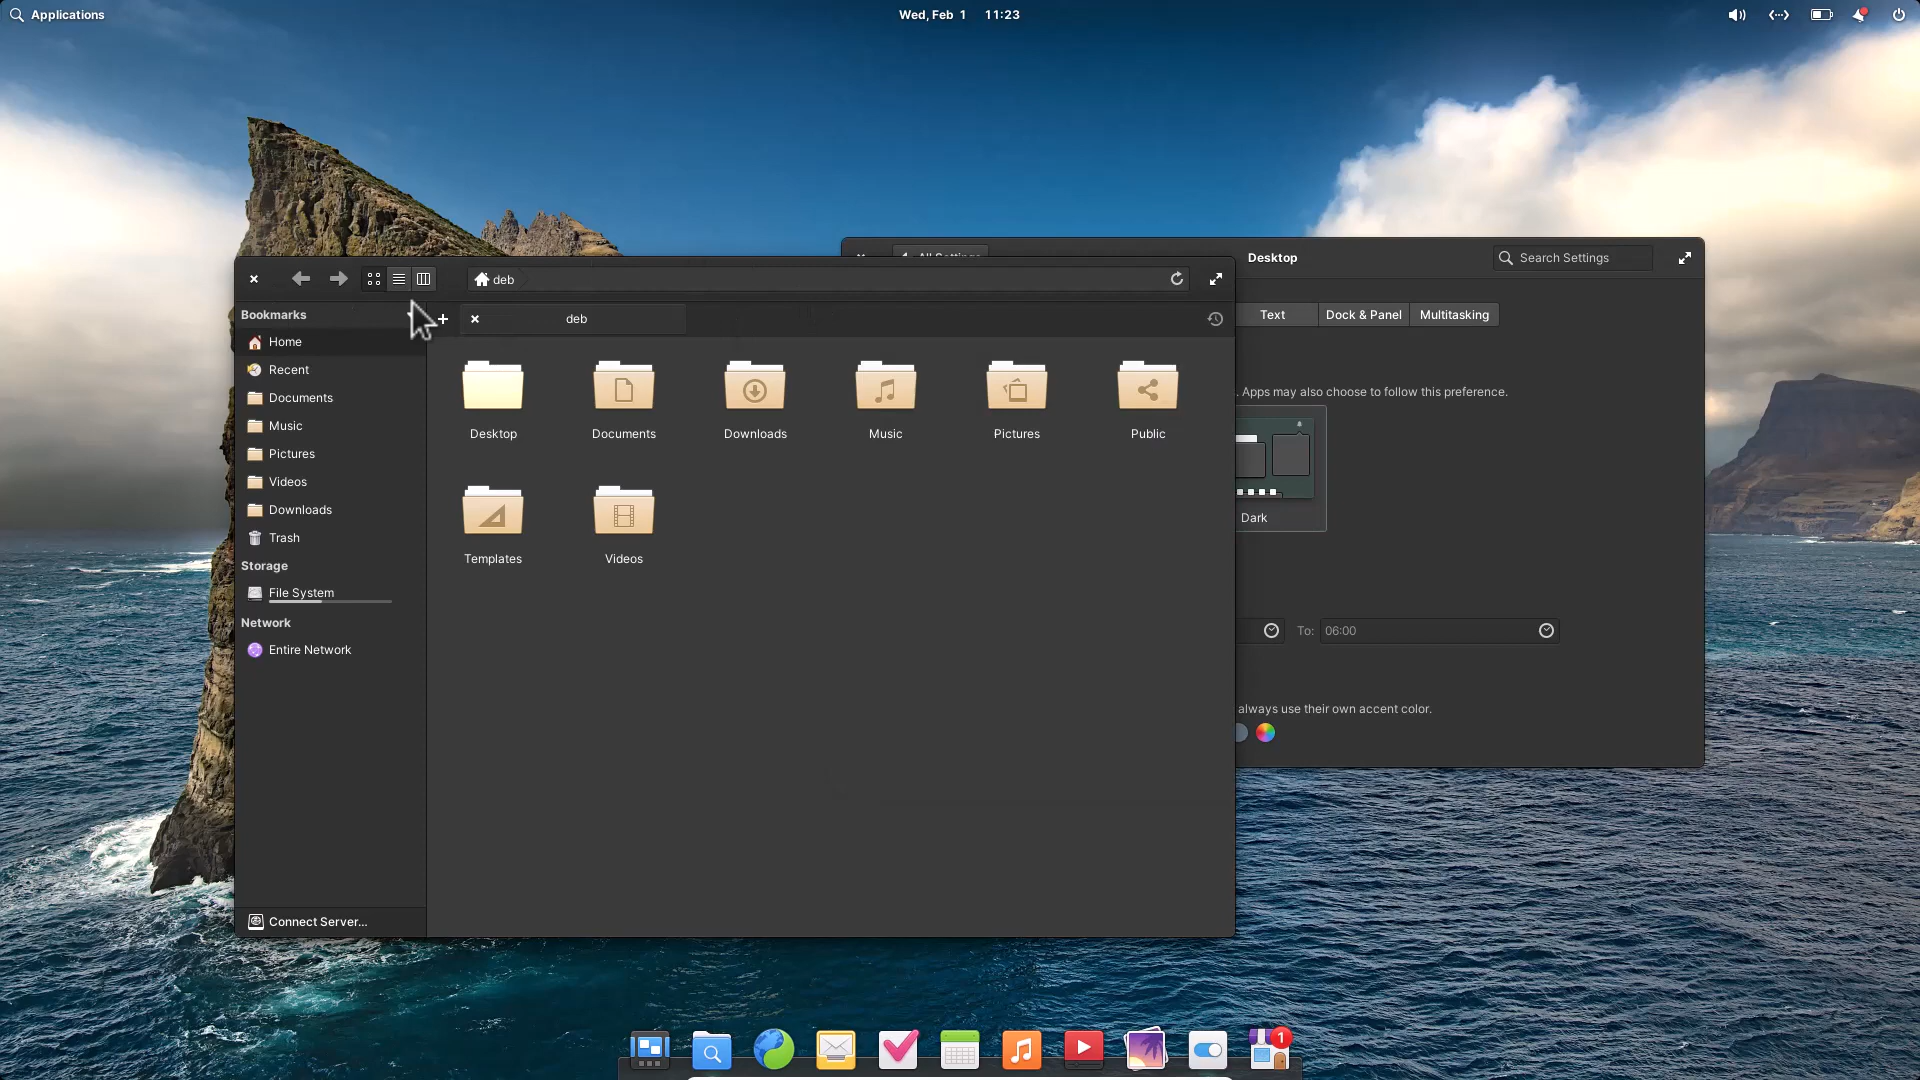 Applications
Wed, Feb 1 11:23
All Settings
Desktop
Search Settings
deb
Bookmarks
deb
Text
Dock & Panel
Multitasking
Home
Recent
Documents
Music
Pictures
Videos
Downloads
Trash
Storage
File System
Network
Entire Network
Connect Server...
Desktop
Documents
Downloads
Music
Pictures
Public
Templates
Videos
. Apps may also choose to follow this preference.
Dark
To:
06:00
always use their own accent color.
1